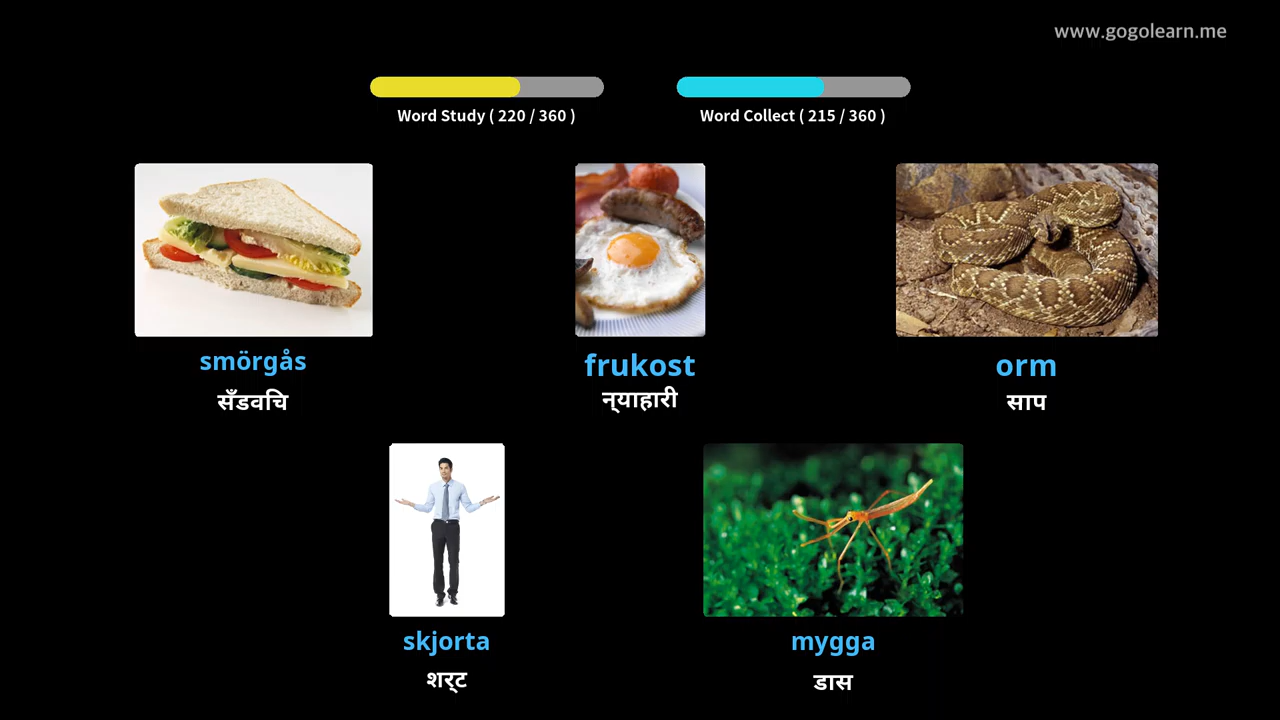 www.gogolearn.me
Word Study ( 220 / 360 )
Word Collect ( 215 / 360 )
smörgås
सँडवचि
frukost
न्याहारी
orm
साप
skjorta
शर्ट
mygga
डास